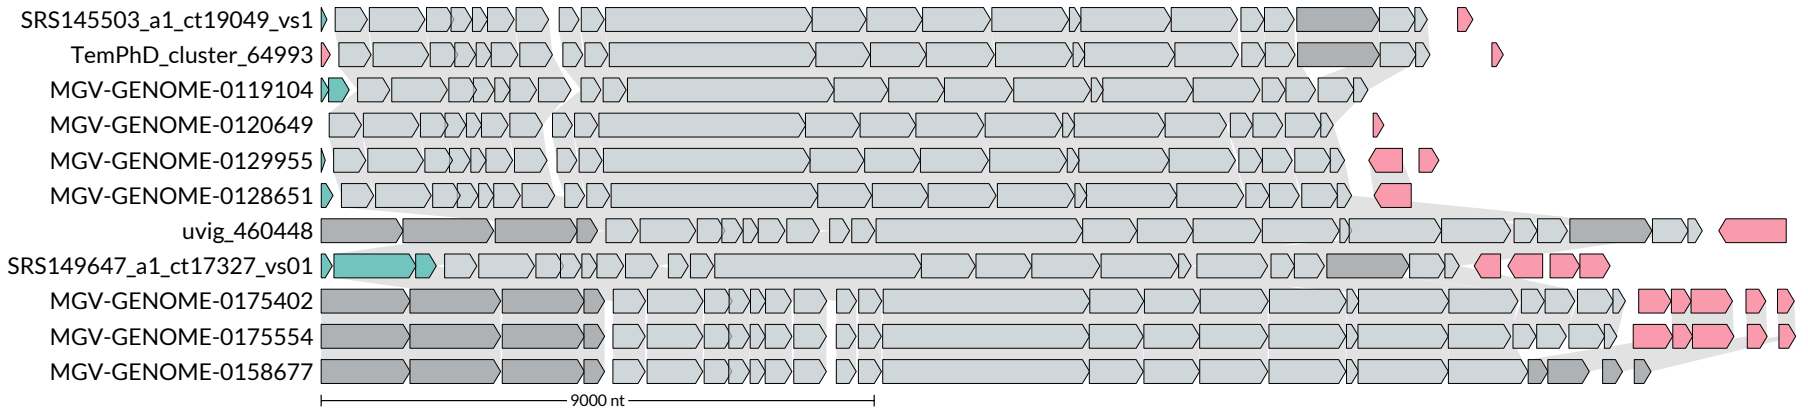 SRS145503_a1_ct19049_vs1
TemPhD_cluster_64993
MGV-GENOME-0119104
MGV-GENOME-0120649
MGV-GENOME-0129955
MGV-GENOME-0128651
uvig_460448
SRS149647_a1_ct17327_vs01
MGV-GENOME-0175402
MGV-GENOME-0175554
MGV-GENOME-0158677
9000 nt